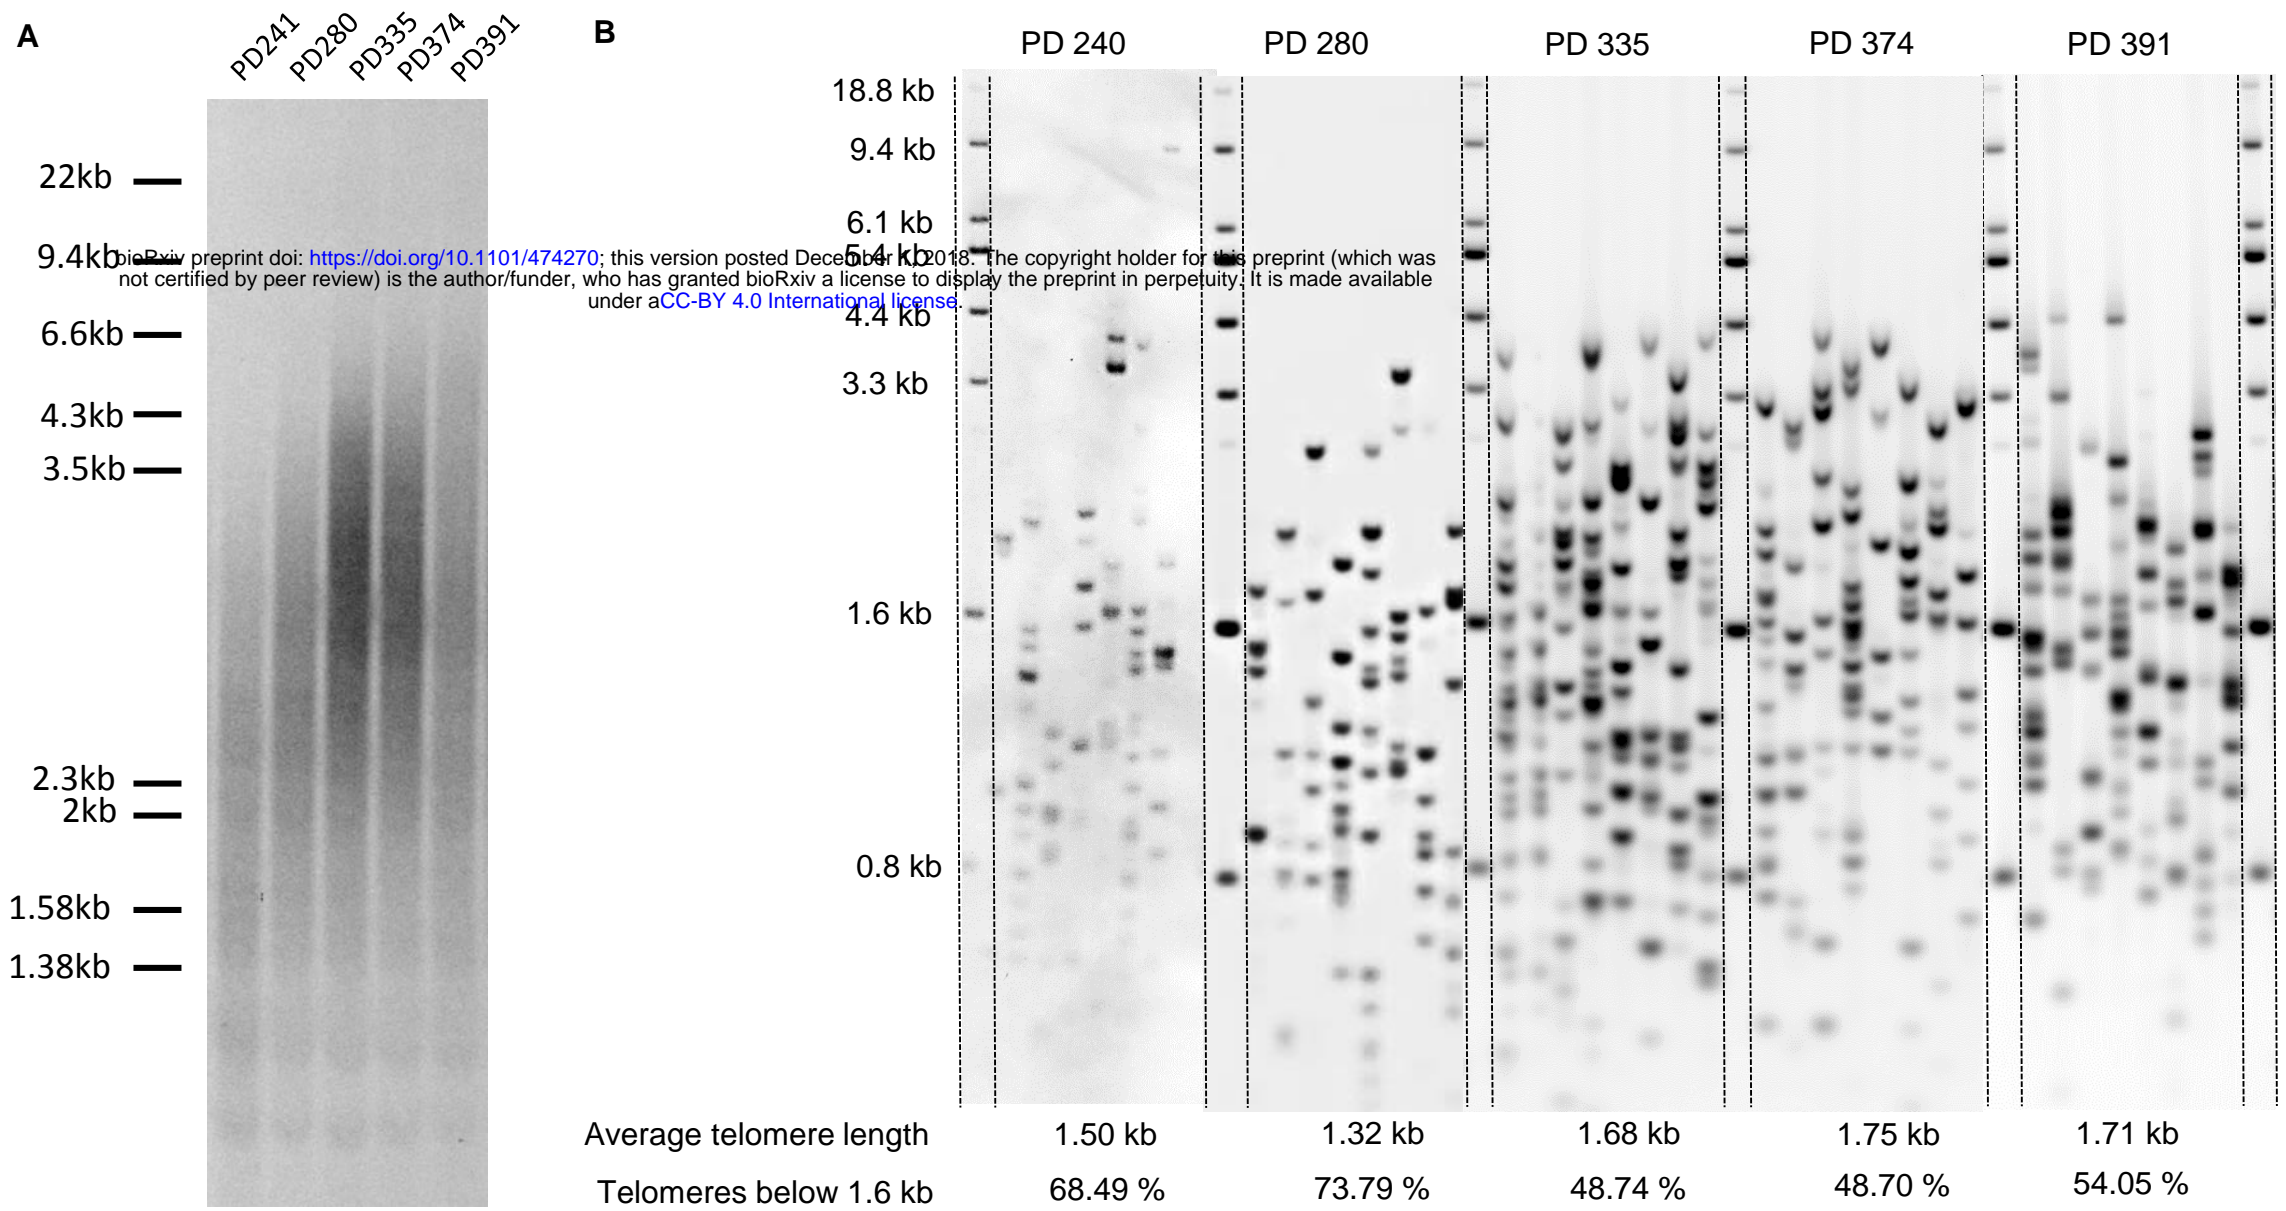 A
PD241
PD280
PD335
PD374
PD391
22kb
9.4kb
6.6kb
4.3kb
3.5kb
2.3kb
2kb
1.58kb
1.38kb
bioRxiv preprint doi: https://doi.org/10.1101/474270; this version posted December 2018. The copyright holder for this preprint (which was
not certified by peer review) is the author/funder, who has granted bioRxiv a license to display the preprint in perpetuity. It is made available
under aCC-BY 4.0 International license.
B
PD 240 PD 280 PD 335 PD 374 PD 391
18.8 kb
9.4 kb
6.1 kb
5.4 kb
4.4 kb
3.3 kb
1.6 kb
0.8 kb
Average telomere length 1.50 kb 1.32 kb 1.68 kb 1.75 kb 1.71 kb
Telomeres below 1.6 kb 68.49 % 73.79 % 48.74 % 48.70 % 54.05 %